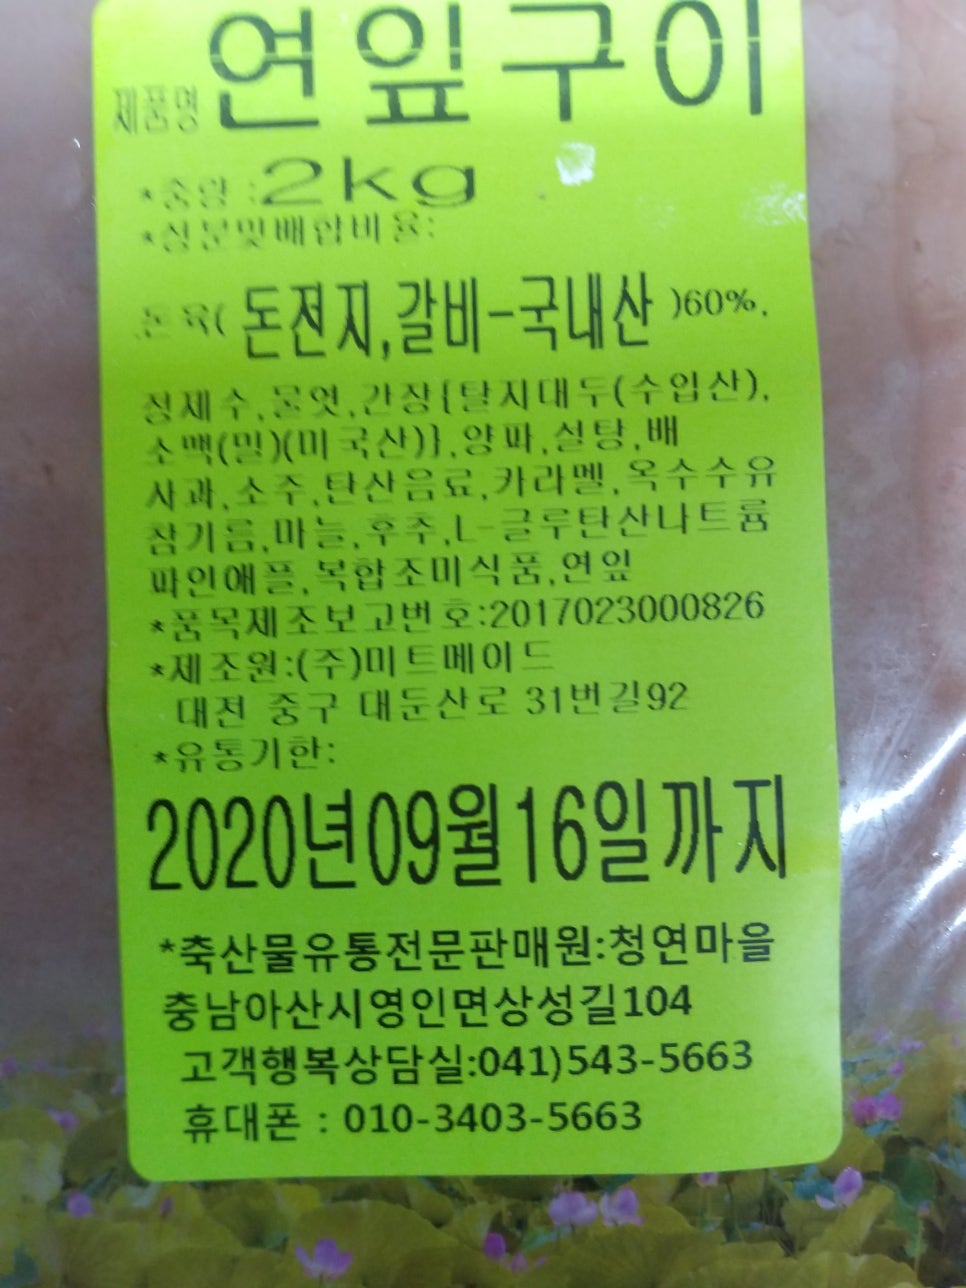 제품명 연잎구이
*중량 :2kg
*성분및배합비율:
돈육( 돈전지,갈비-국내산 )60%,
정제수,물엿,간장{탈지대두(수입산),
소맥(밀)(미국산)},양파,설탕,배
사과,소주,탄산음료,카라멜,옥수수유
참기름,마늘,후추,L-글루탄산나트륨
파인애플,복합조미식품,연잎
*품목제조보고번호:2017023000826
*제조원:(주)미트메이드
대전 중구 대둔산로 31번길92
*유통기한:
2020년09월16일까지
*축산물유통전문판매원:청연마을
충남아산시영인면상성길104
고객행복상담실:041)543-5663
휴대폰 : 010-3403-5663